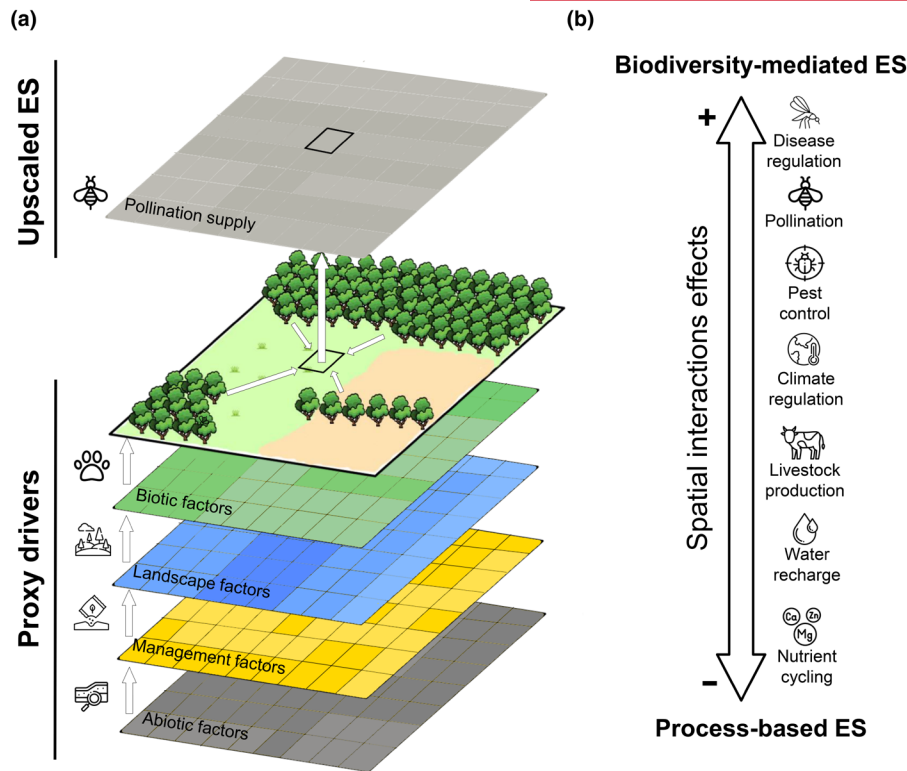 (a)
Upscaled ES
Pollination supply
Proxy drivers
Biotic factors
Landscape factors
Management factors
Abiotic factors
(b)
Biodiversity-mediated ES
+
Spatial interactions effects
Disease
regulation
Pollination
Pest
control
Climate
regulation
Livestock
production
Water
recharge
Ca
Zn
Mg
Nutrient
cycling
–
Process-based ES